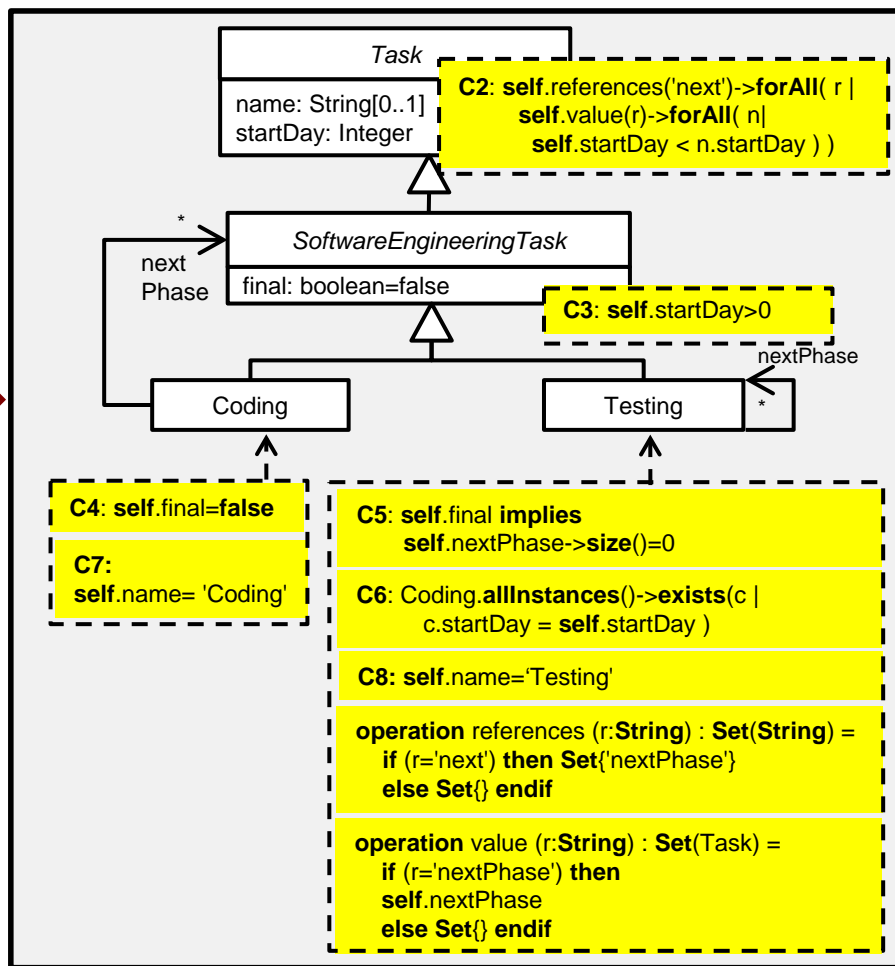 Task
name: String[0..1]
startDay: Integer
C2: self.references('next')->forAll( r |
self.value(r)->forAll( n|
self.startDay < n.startDay ) )
*
next
Phase
SoftwareEngineeringTask
final: boolean=false
C3: self.startDay>0
nextPhase
*
Coding
Testing
C4: self.final=false
C7:
self.name= 'Coding'
C5: self.final implies
self.nextPhase->size()=0
C6: Coding.allInstances()->exists(c |
c.startDay = self.startDay )
C8: self.name=‘Testing'
operation references (r:String) : Set(String) =
if (r='next') then Set{'nextPhase'}
else Set{} endif
operation value (r:String) : Set(Task) =
if (r='nextPhase') then
self.nextPhase
else Set{} endif